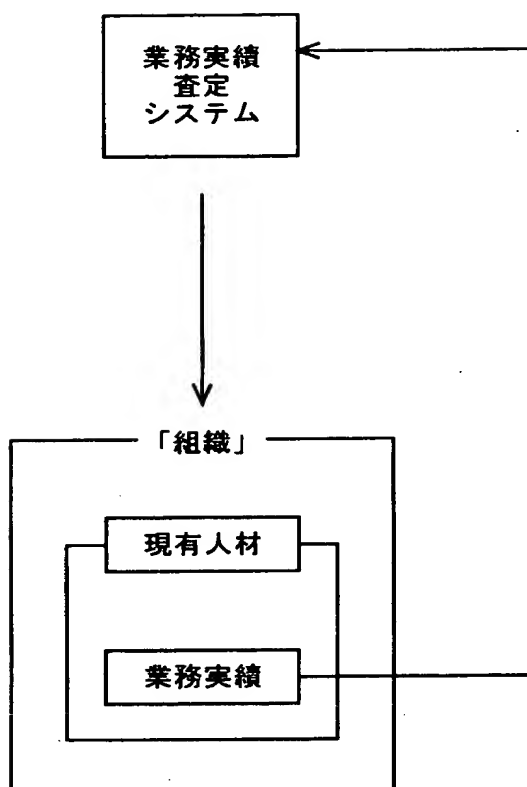 業務実績
査定
システム
「組織」
現有人材
業務実績